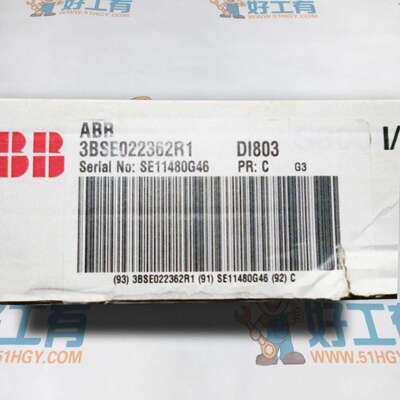 好工有
WWW.51HGY.COM
ABB
3BSE022362R1 DI803
Serial No: SE11480G46 PR: C G3
BB
(93) 3BSE022362R1 (91) SE11480G46 (92) C
好工有
WWW.51HGY.COM
好工有
WWW.51HGY.COM